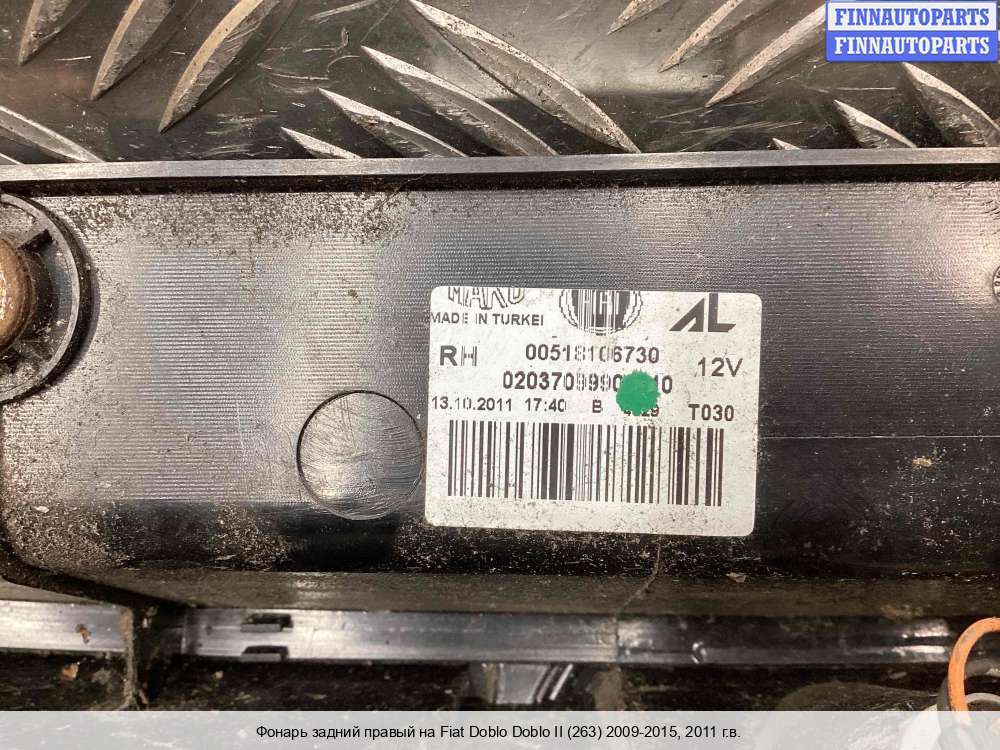 FINNAUTOPARTS
FINNAUTOPARTS
MADE IN TURKEI
AL
RH 00518106730 12V
13.10.2011 17:40 B T030
Фонарь задний правый на Fiat Doblo Doblo II (263) 2009-2015, 2011 г.в.